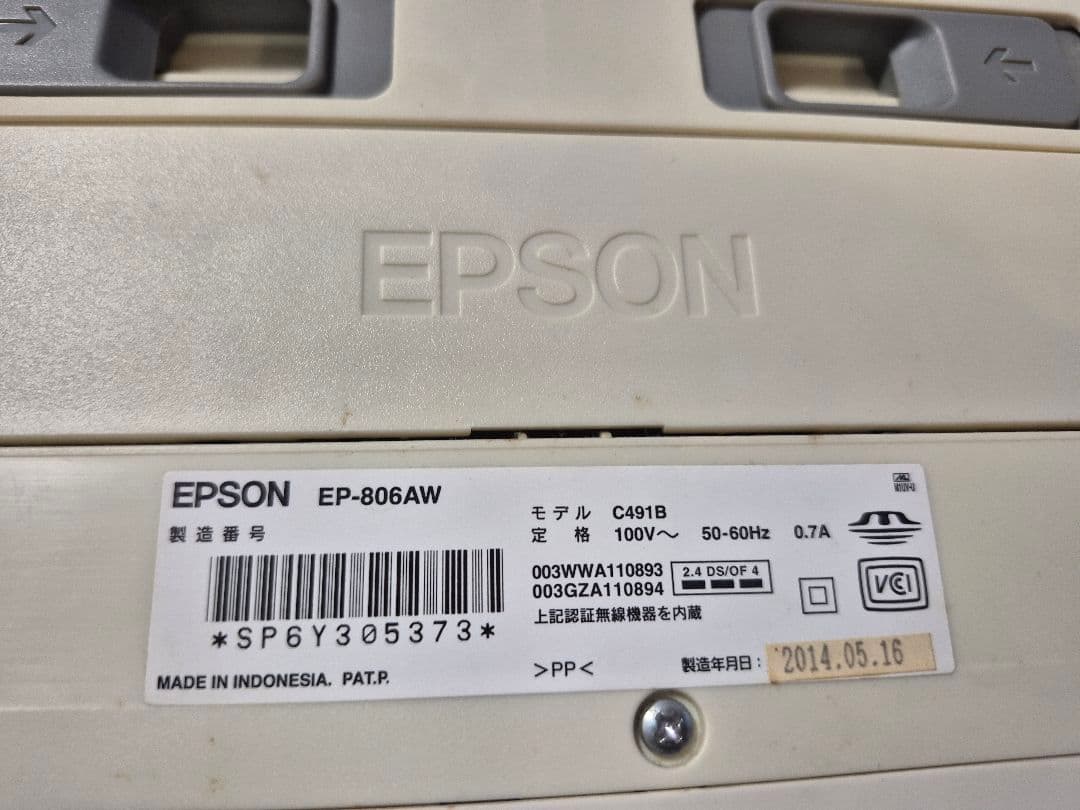 EPSON
EPSON EP-806AW
製造番号
*SP6Y305373*
MADE IN INDONESIA. PAT.P.
モデル C491B
定格 100V～ 50-60Hz 0.7A
003WWA110893
003GZA110894
2.4 DS/OF 4
上記認証無線機器を内蔵
>PP<
製造年月日: 2014.05.16
VCI